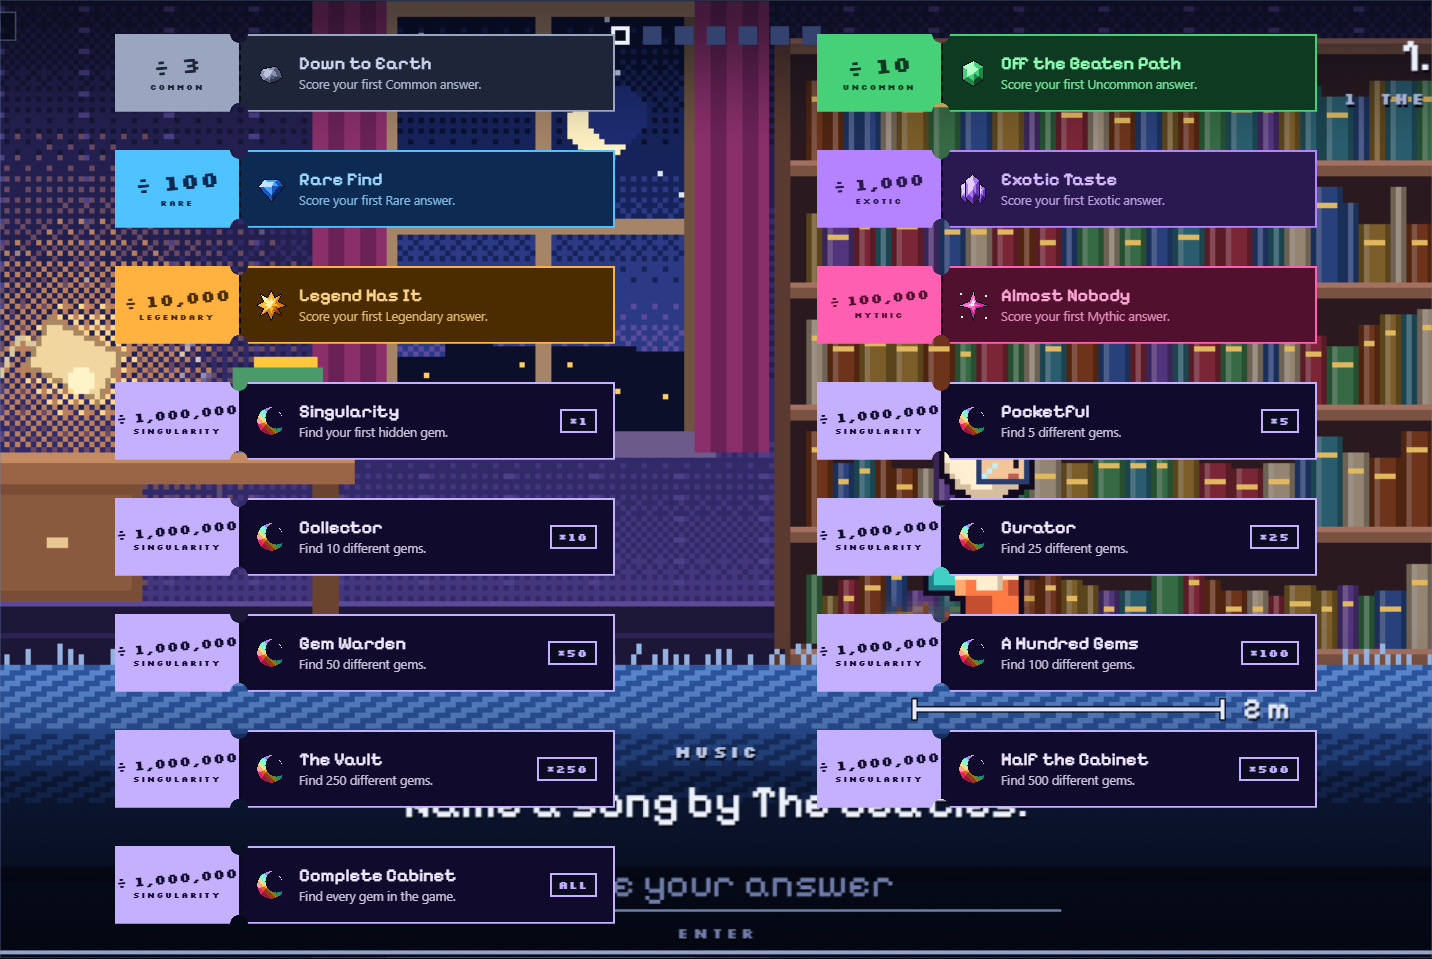 ÷ 3
COMMON
Down to Earth
Score your first Common answer.
÷ 10
UNCOMMON
Off the Beaten Path
Score your first Uncommon answer.
1.
1 THE
÷ 100
RARE
Rare Find
Score your first Rare answer.
÷ 1,000
EXOTIC
Exotic Taste
Score your first Exotic answer.
÷ 10,000
LEGENDARY
Legend Has It
Score your first Legendary answer.
÷ 100,000
MYTHIC
Almost Nobody
Score your first Mythic answer.
÷ 1,000,000
SINGULARITY
Singularity
Find your first hidden gem.
×1
÷ 1,000,000
SINGULARITY
Pocketful
Find 5 different gems.
×5
÷ 1,000,000
SINGULARITY
Collector
Find 10 different gems.
×10
÷ 1,000,000
SINGULARITY
Curator
Find 25 different gems.
×25
÷ 1,000,000
SINGULARITY
Gem Warden
Find 50 different gems.
×50
÷ 1,000,000
SINGULARITY
A Hundred Gems
Find 100 different gems.
×100
2 m
÷ 1,000,000
SINGULARITY
The Vault
Find 250 different gems.
×250
MUSIC
÷ 1,000,000
SINGULARITY
Half the Cabinet
Find 500 different gems.
×500
Name a song by The Beatles.
÷ 1,000,000
SINGULARITY
Complete Cabinet
Find every gem in the game.
ALL
e your answer
ENTER